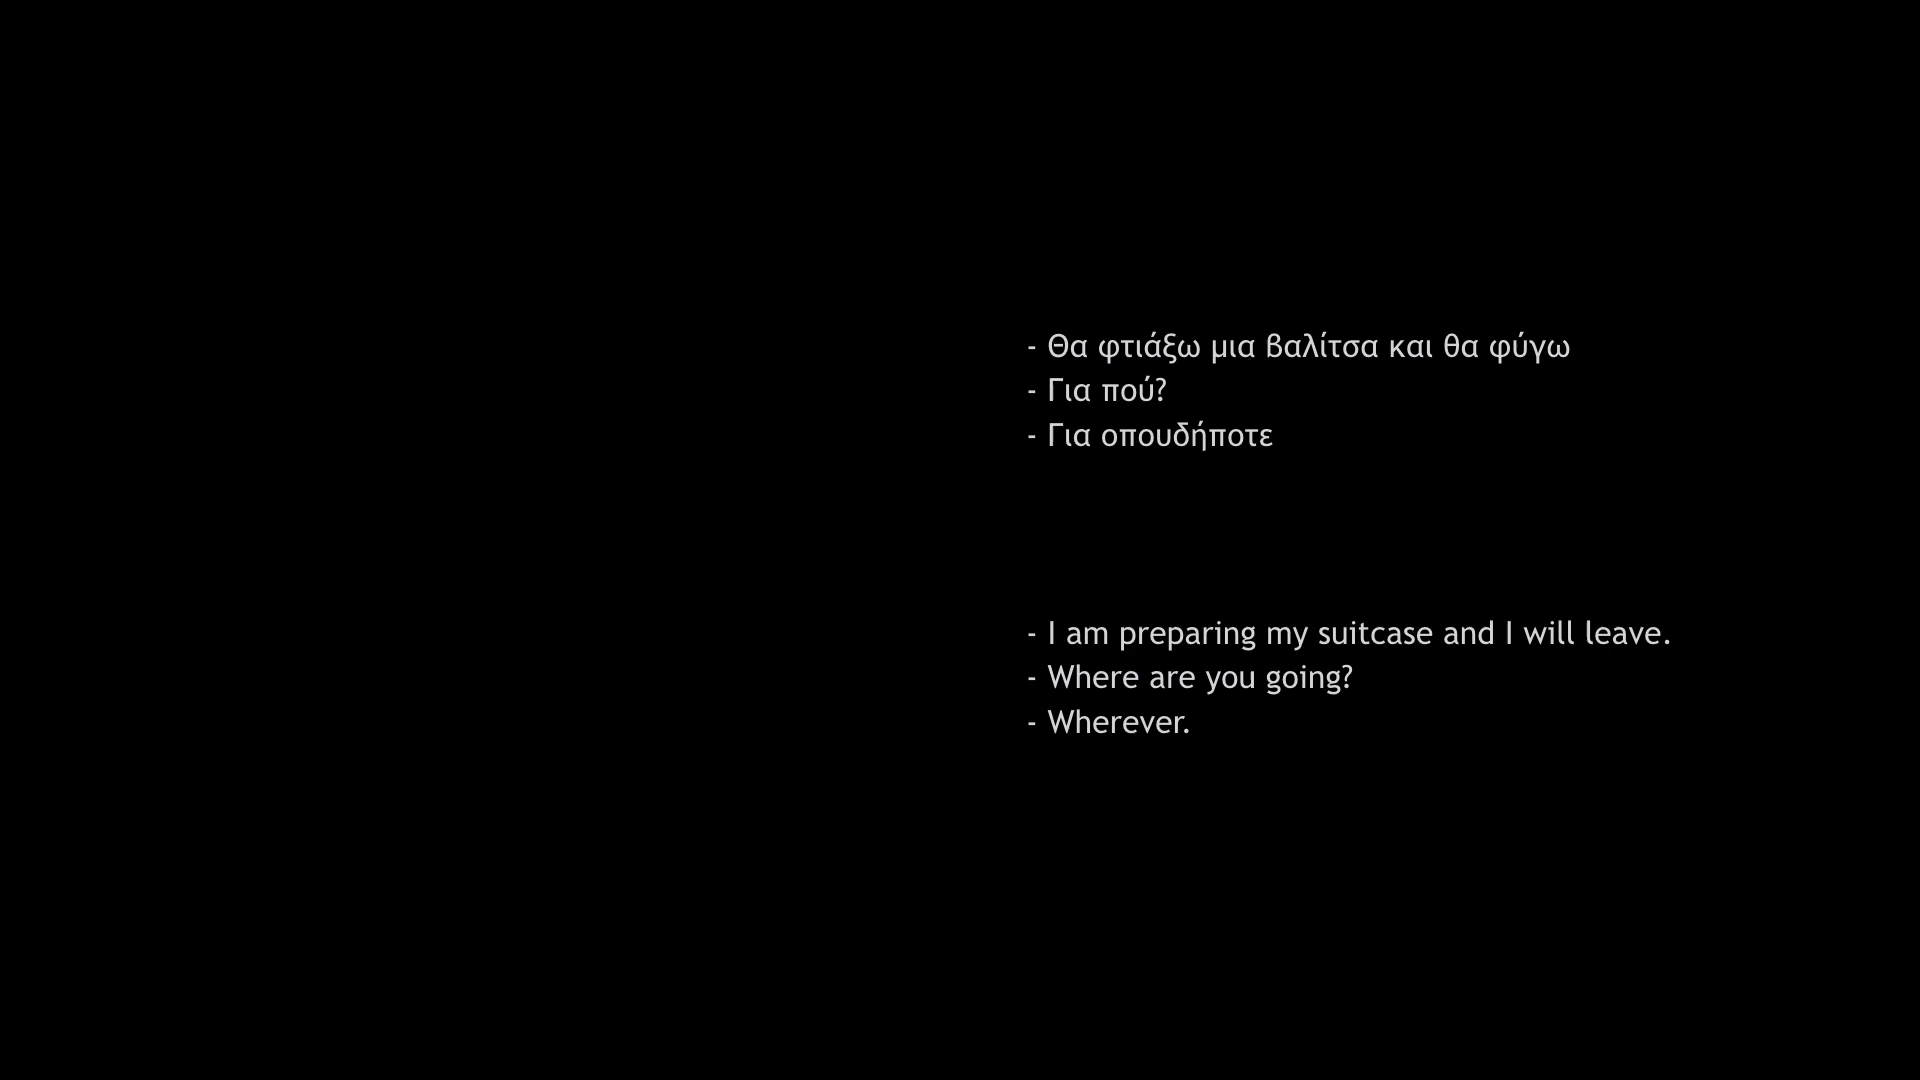 - Θα φτιάξω μια βαλίτσα και θα φύγω
- Για πού?
- Για οπουδήποτε
- I am preparing my suitcase and I will leave.
- Where are you going?
- Wherever.